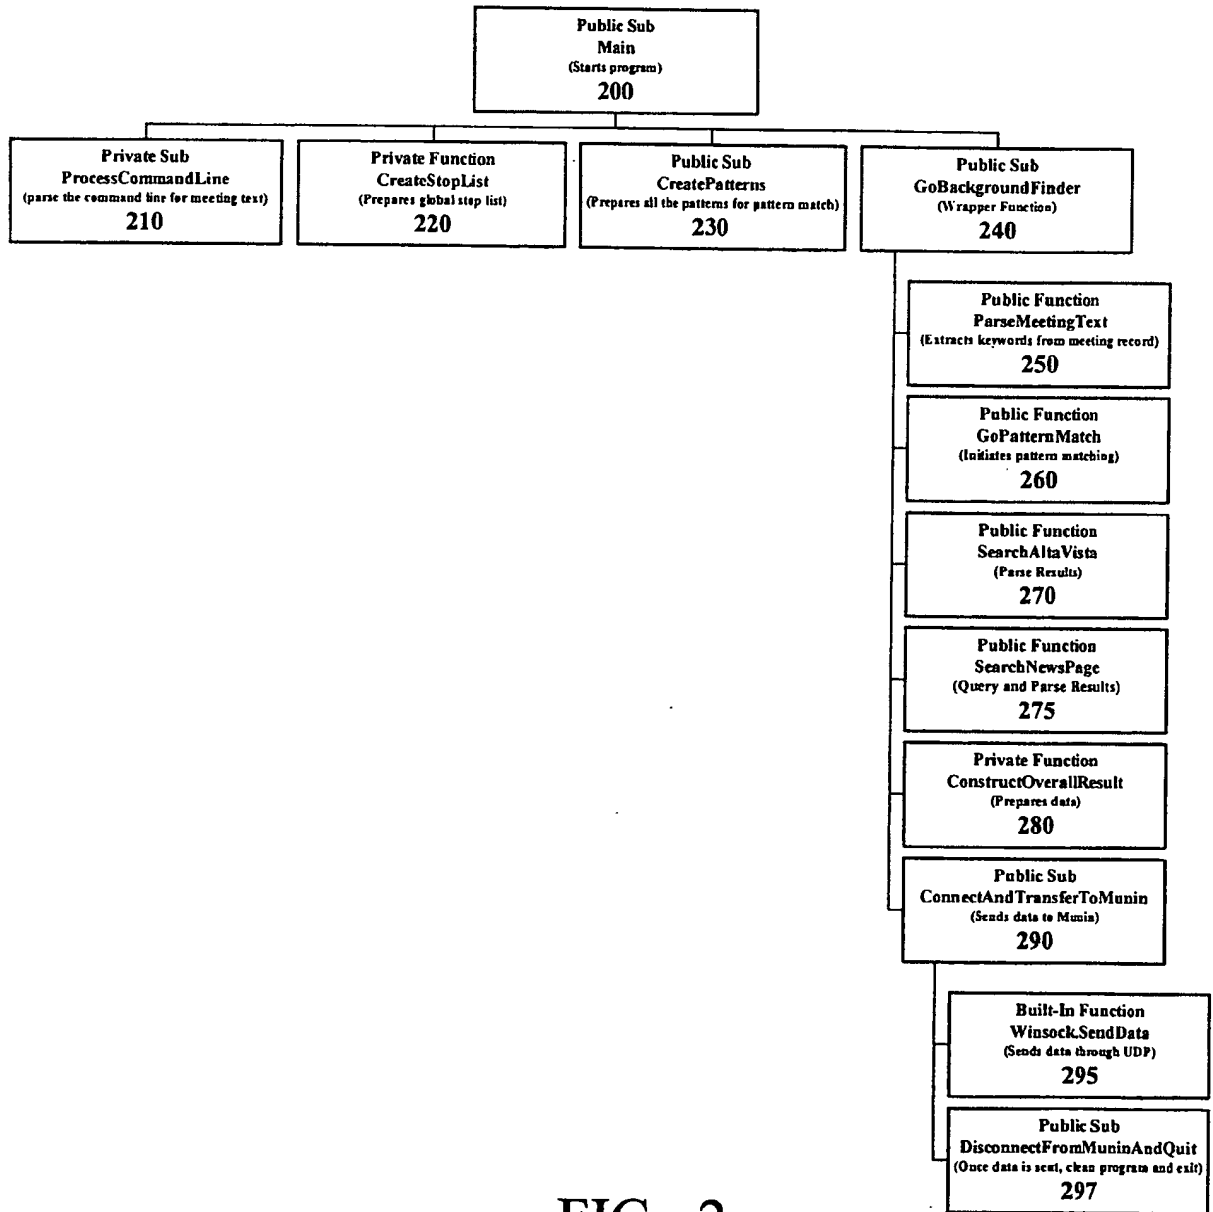 Public Sub
Main
(Starts program)
200
Private Sub
ProcessCommandLine
(parse the command line for meeting text)
210
Private Function
CreateStopList
(Prepares global stop list)
220
Public Sub
CreatePatterns
(Prepares all the patterns for pattern match)
230
Public Sub
GoBackgroundFinder
(Wrapper Function)
240
Public Function
ParseMeetingText
(Extracts keywords from meeting record)
250
Public Function
GoPatternMatch
(Initiates pattern matching)
260
Public Function
SearchAltaVista
(Parse Results)
270
Public Function
SearchNewsPage
(Query and Parse Results)
275
Private Function
ConstructOverallResult
(Prepares data)
280
Public Sub
ConnectAndTransferToMunin
(Sends data to Munin)
290
Built-In Function
Winsock.SendData
(Sends data through UDP)
295
Public Sub
DisconnectFromMuninAndQuit
(Once data is sent, clean program and exit)
297
FIG. 2